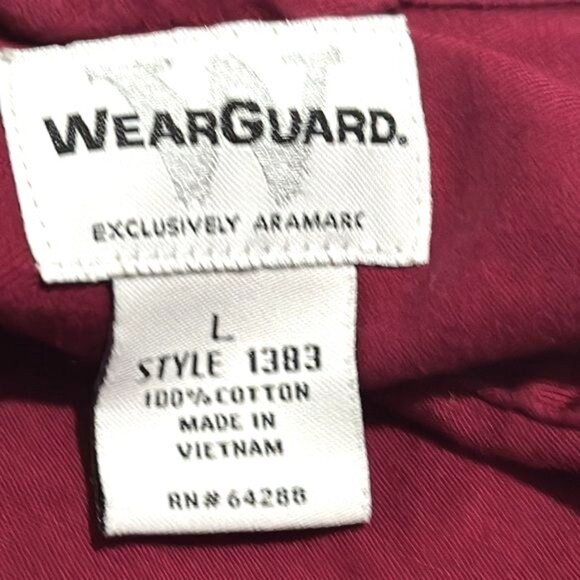 WEARGUARD.
EXCLUSIVELY ARAMARK
L
STYLE 1383
100% COTTON
MADE IN
VIETNAM
RN# 64288